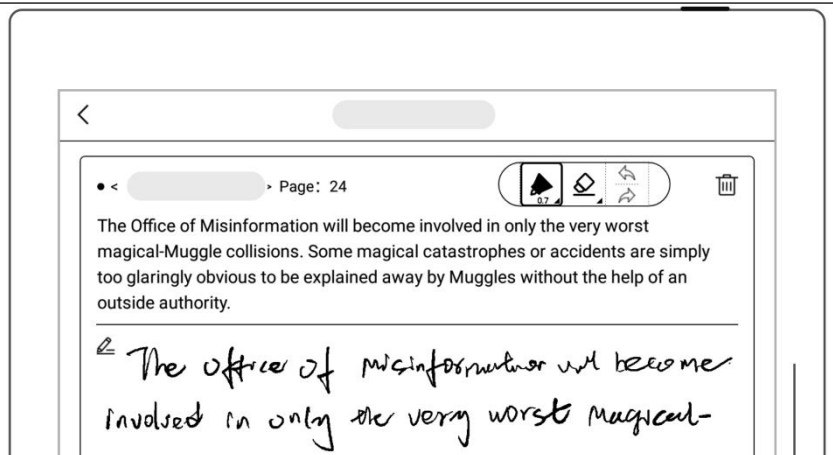 • < > Page: 24
0.7
The Office of Misinformation will become involved in only the very worst
magical-Muggle collisions. Some magical catastrophes or accidents are simply
too glaringly obvious to be explained away by Muggles without the help of an
outside authority.
The office of misinformation will become
involved in only the very worst magical-